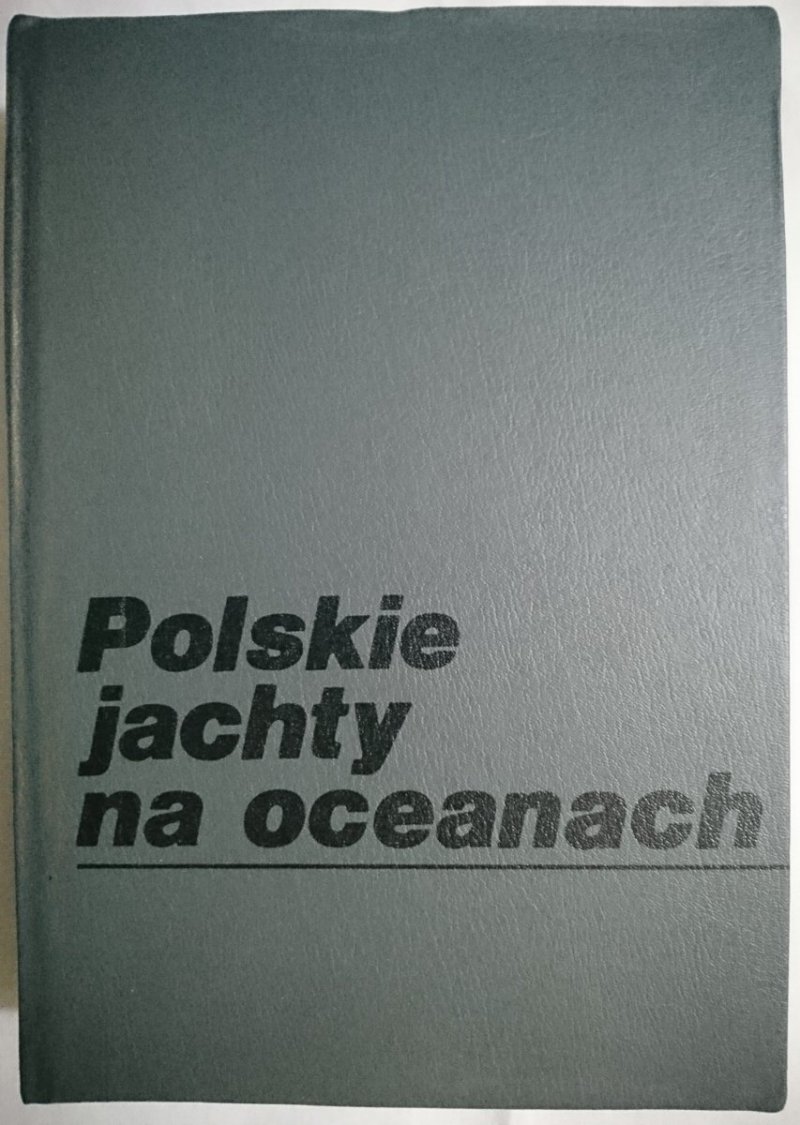 Polskie
jachty
na oceanach